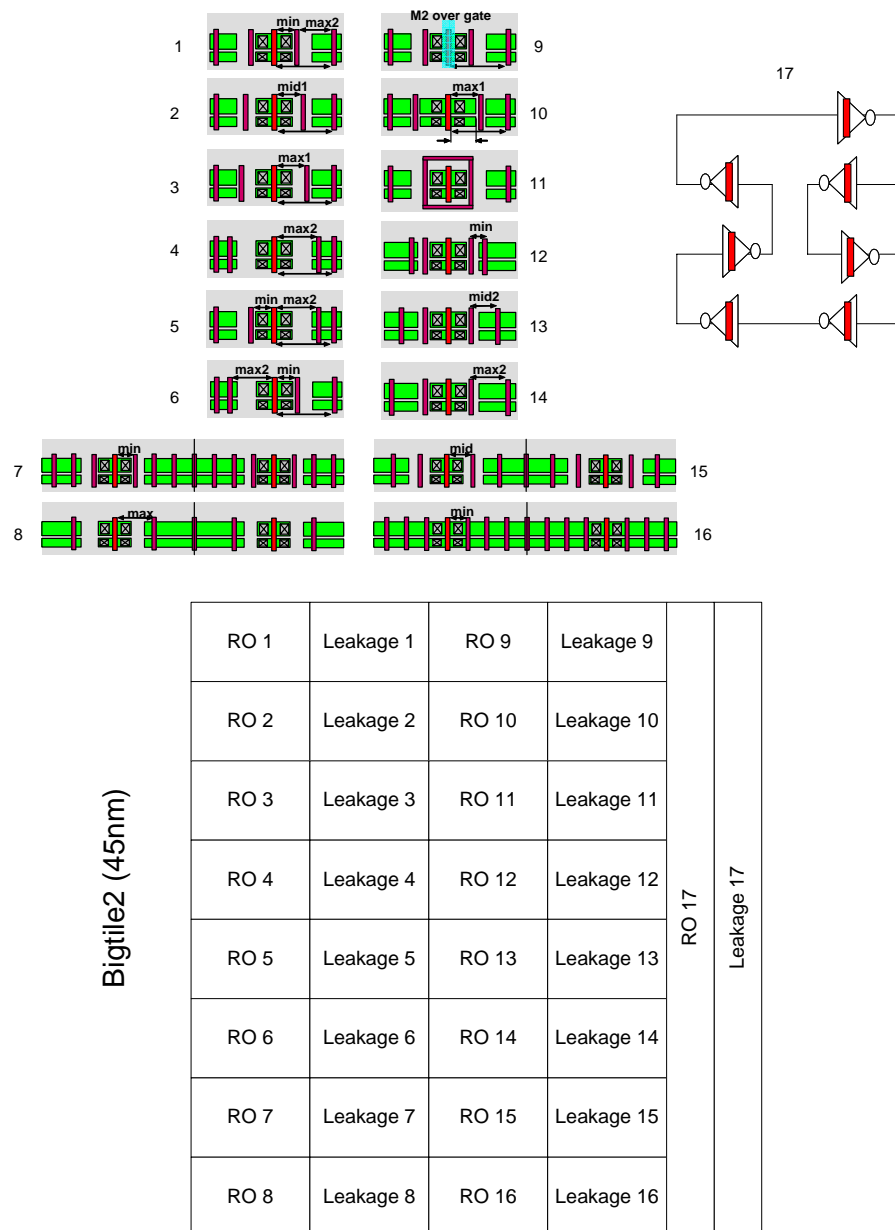 min
max2
M2 over gate
1
9
17
mid1
max1
2
10
max1
3
11
max2
min
4
12
min
max2
mid2
5
13
max2
min
max2
6
14
7
min
mid
15
8
max
min
16
Bigtile2 (45nm)
RO 1
Leakage 1
RO 9
Leakage 9
RO 2
Leakage 2
RO 10
Leakage 10
RO 3
Leakage 3
RO 11
Leakage 11
RO 4
Leakage 4
RO 12
Leakage 12
RO 5
Leakage 5
RO 13
Leakage 13
RO 6
Leakage 6
RO 14
Leakage 14
RO 7
Leakage 7
RO 15
Leakage 15
RO 8
Leakage 8
RO 16
Leakage 16
RO 17
Leakage 17